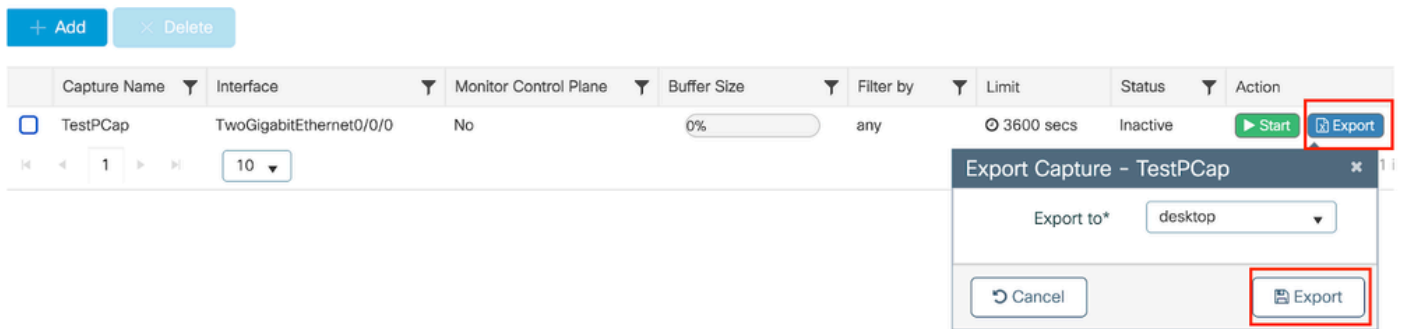 + Add
× Delete
Capture Name
Interface
Monitor Control Plane
Buffer Size
Filter by
Limit
Status
Action
TestPCap
TwoGigabitEthernet0/0/0
No
0%
any
3600 secs
Inactive
Start
Export
1
10
Export Capture - TestPCap
×
Export to*
desktop
Cancel
Export